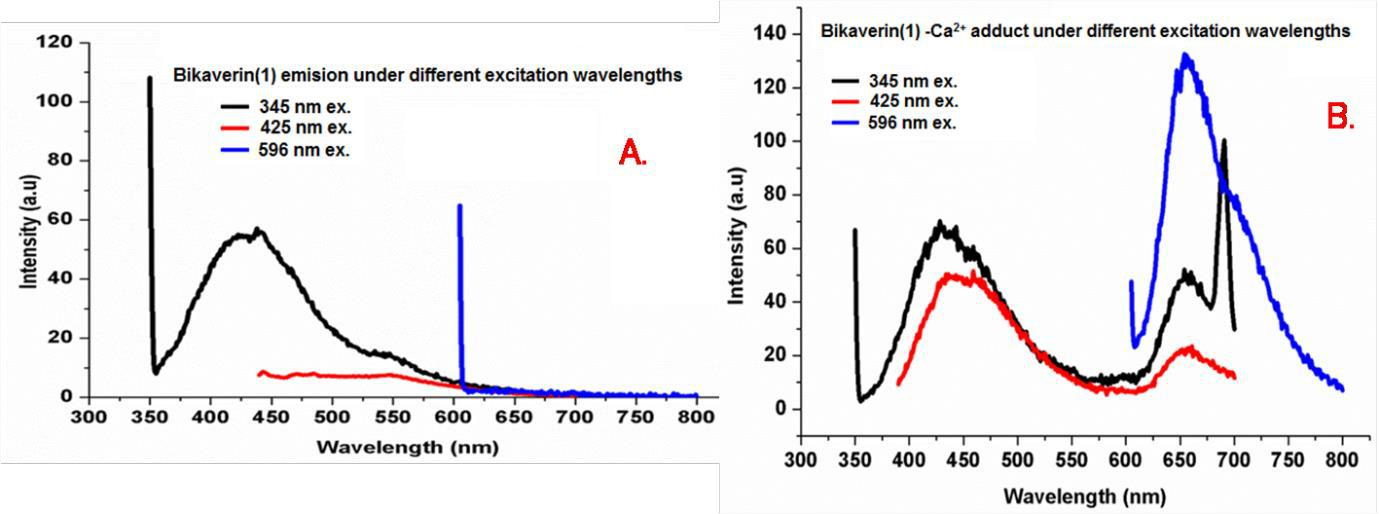 Bikaverin(1) emision under different excitation wavelengths
345 nm ex.
425 nm ex.
596 nm ex.
A.
Intensity (a.u)
120
100
80
60
40
20
0
300 350 400 450 500 550 600 650 700 750 800
Wavelength (nm)
Bikaverin(1) -Ca²⁺ adduct under different excitation wavelengths
345 nm ex.
425 nm ex.
596 nm ex.
B.
Intensity (a.u)
140
120
100
80
60
40
20
0
300 350 400 450 500 550 600 650 700 750 800
Wavelength (nm)